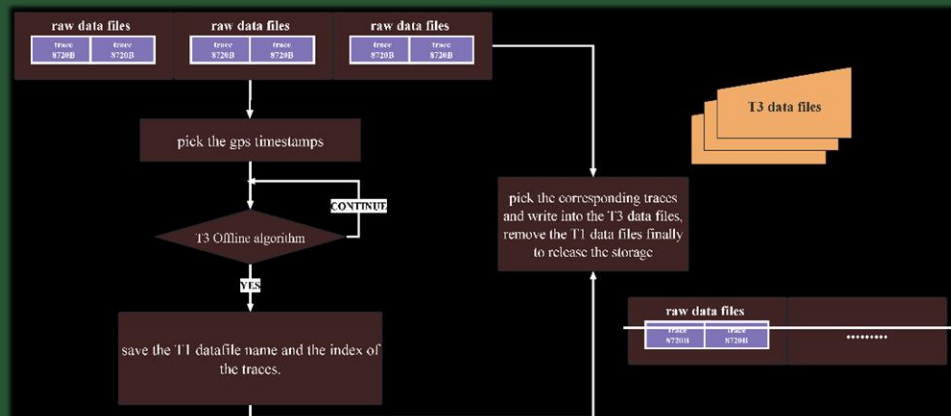 raw data files
raw data files
raw data files
trace
8720B
trace
8720B
trace
8720B
trace
8720B
trace
8720B
trace
8720B
T3 data files
pick the gps timestamps
CONTINUE
T3 Offline algorithm
pick the corresponding traces
and write into the T3 data files,
remove the T1 data files finally
to release the storage
YES
save the T1 datafile name and the index of
the traces.
raw data files
trace
8720B
trace
8720B
.........